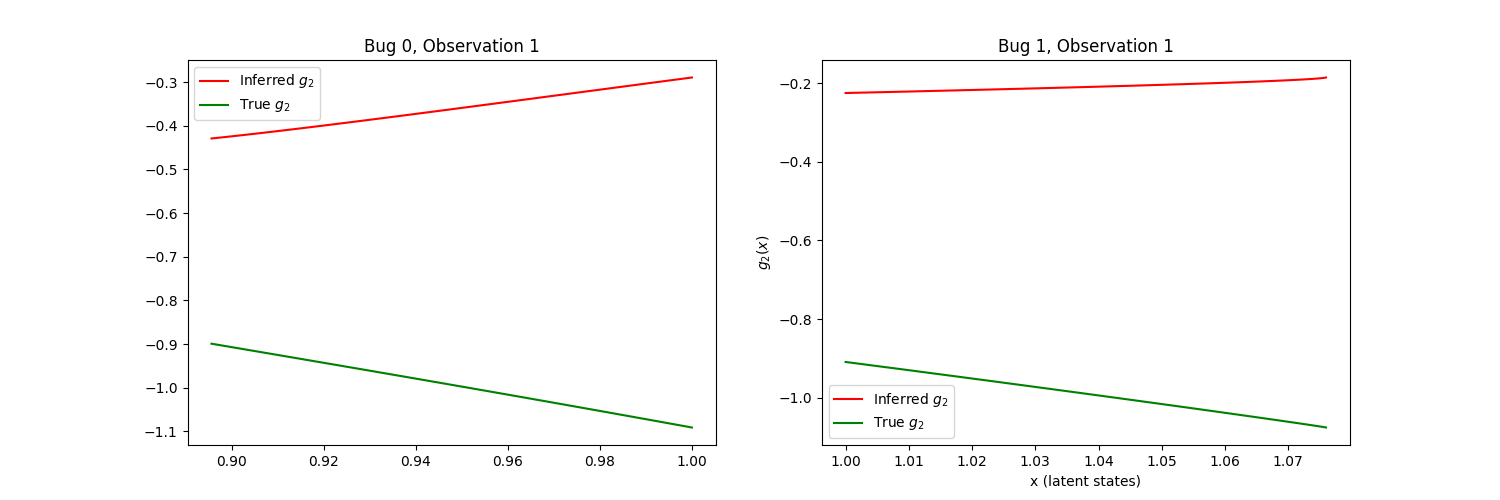 Bug 0, Observation 1
Inferred g₂
True g₂
−0.3
−0.4
−0.5
−0.6
−0.7
−0.8
−0.9
−1.0
−1.1
0.90 0.92 0.94 0.96 0.98 1.00
Bug 1, Observation 1
g₂(x)
−0.2
−0.4
−0.6
−0.8
−1.0
Inferred g₂
True g₂
1.00 1.01 1.02 1.03 1.04 1.05 1.06 1.07
x (latent states)